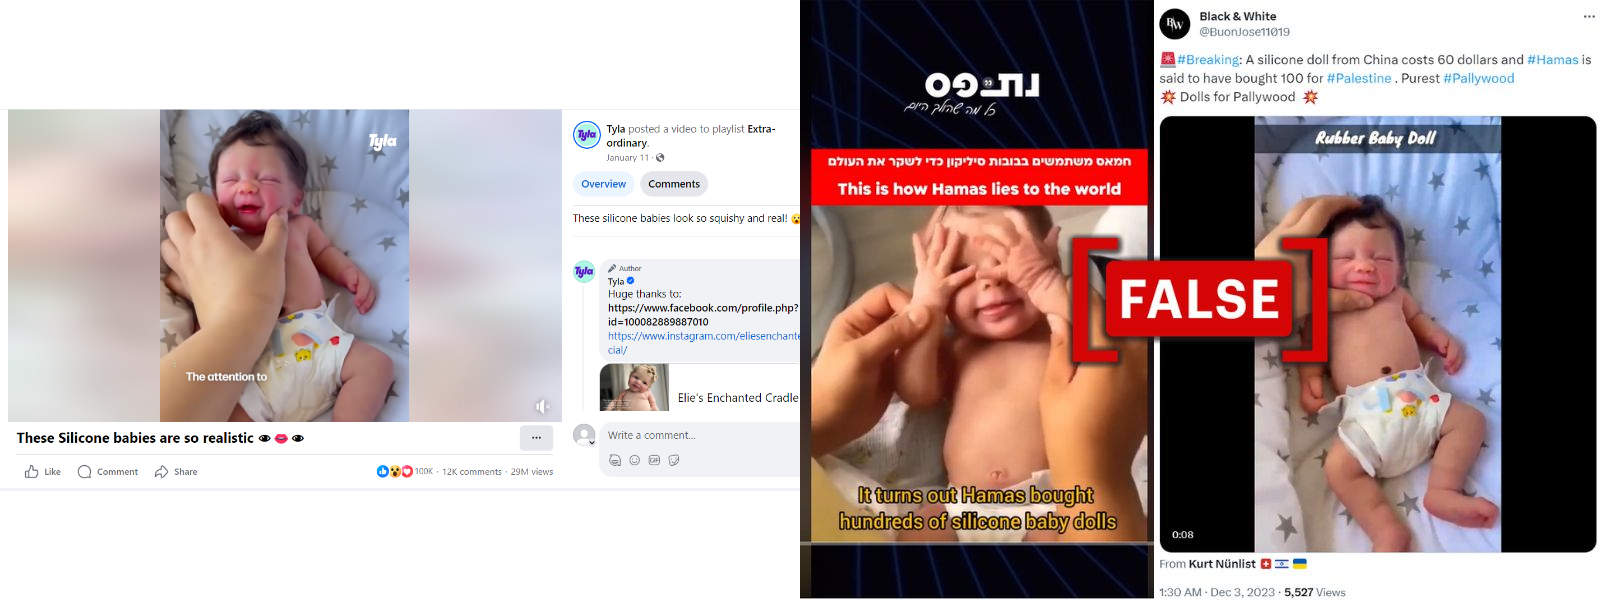 Tyla
The attention to
These Silicone babies are so realistic 👁️👄👁️
Like
Comment
Share
100K · 12K comments · 29M views
Tyla
Tyla posted a video to playlist Extra-
ordinary.
January 11 ·
Overview
Comments
These silicone babies look so squishy and real! 😮
Tyla
Author
Tyla
Huge thanks to:
https://www.facebook.com/profile.php?
id=100082889887010
https://www.instagram.com/eliesenchante
cial/
Elie's Enchanted Cradle
Write a comment...
GIF
נתפס
כל מה שהולך היום
חמאס משתמשים בבובות סיליקון כדי לשקר את העולם
This is how Hamas lies to the world
It turns out Hamas bought
hundreds of silicone baby dolls
FALSE
BW
Black & White
@BuonJose11019
🚨#Breaking: A silicone doll from China costs 60 dollars and #Hamas is
said to have bought 100 for #Palestine . Purest #Pallywood
💥 Dolls for Pallywood 💥
Rubber Baby Doll
0:08
From Kurt Nünlist 🇨🇭 🇮🇱 🇺🇦
1:30 AM · Dec 3, 2023 · 5,527 Views